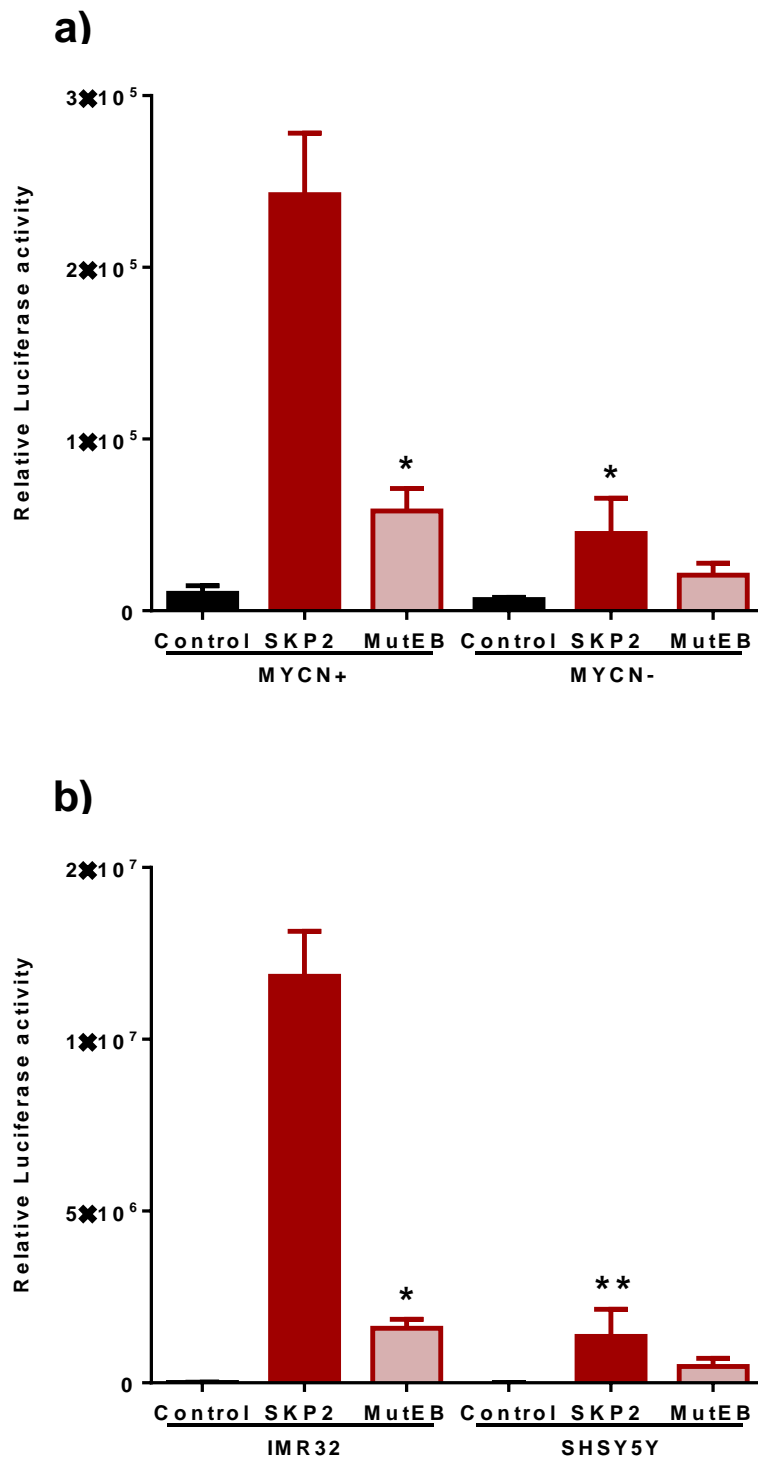 a)
3✖10⁵
2✖10⁵
1✖10⁵
0
Relative Luciferase activity
*
*
Control SKP2 MutEB Control SKP2 MutEB
MYCN+ MYCN-
b)
2✖10⁷
1✖10⁷
5✖10⁶
0
Relative Luciferase activity
*
**
Control SKP2 MutEB Control SKP2 MutEB
IMR32 SHSY5Y